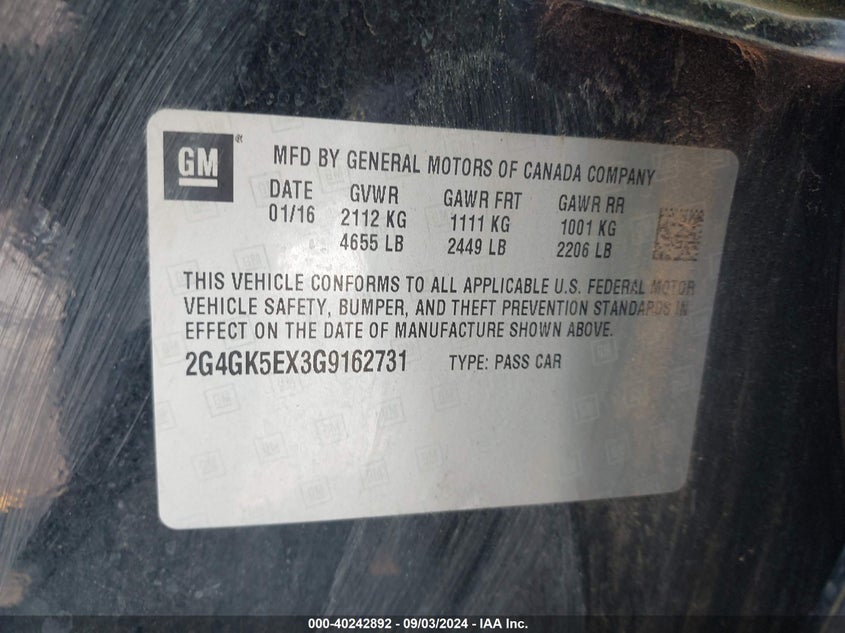 GM ®
MFD BY GENERAL MOTORS OF CANADA COMPANY
DATE GVWR GAWR FRT GAWR RR
01/16 2112 KG 1111 KG 1001 KG
4655 LB 2449 LB 2206 LB
THIS VEHICLE CONFORMS TO ALL APPLICABLE U.S. FEDERAL MOTOR
VEHICLE SAFETY, BUMPER, AND THEFT PREVENTION STANDARDS IN
EFFECT ON THE DATE OF MANUFACTURE SHOWN ABOVE.
2G4GK5EX3G9162731 TYPE: PASS CAR
000-40242892 - 09/03/2024 - IAA Inc.